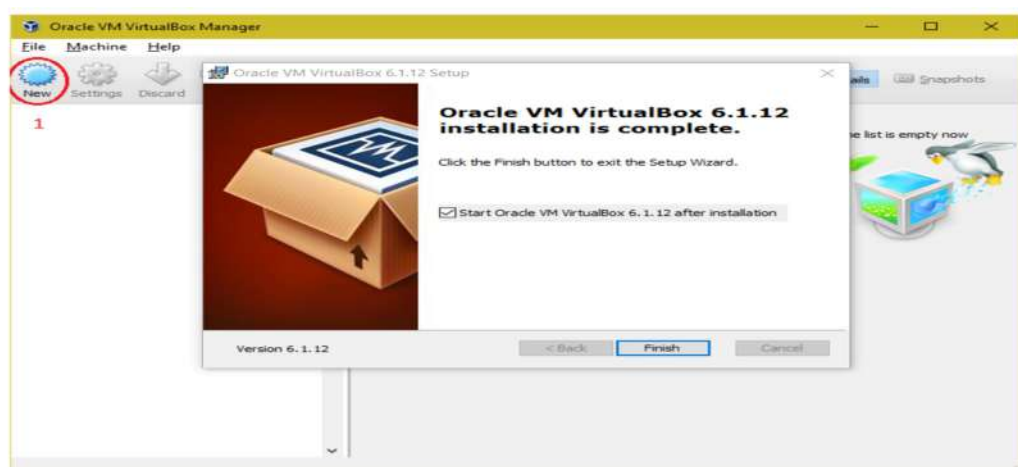 Oracle VM VirtualBox Manager
File Machine Help
New Settings Discard
Snapshots
1
Oracle VM VirtualBox 6.1.12 Setup
Oracle VM VirtualBox 6.1.12
installation is complete.
Click the Finish button to exit the Setup Wizard.
Start Oracle VM VirtualBox 6.1.12 after installation
Version 6.1.12
< Back Finish Cancel
list is empty now